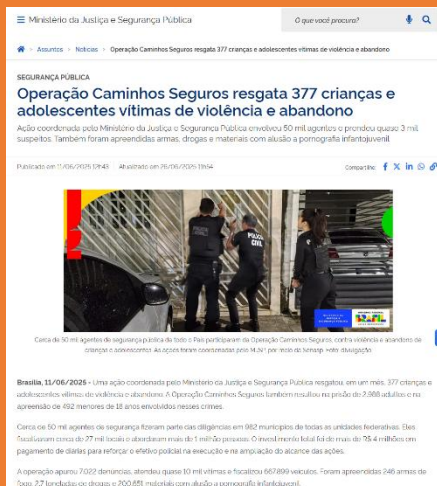 Ministério da Justiça e Segurança Pública
O que você procura?
Assuntos > Notícias > Operação Caminhos Seguros resgata 377 crianças e adolescentes vítimas de violência e abandono
SEGURANÇA PÚBLICA
Operação Caminhos Seguros resgata 377 crianças e
adolescentes vítimas de violência e abandono
Ação coordenada pelo Ministério da Justiça e Segurança Pública envolveu 50 mil agentes e prendeu quase 3 mil
suspeitos. Também foram apreendidas armas, drogas e materiais com alusão a pornografia infantojuvenil
Publicado em 11/06/2025 12h43 Atualizado em 26/06/2025 11h54
Compartilhe:
POLÍCIA
CIVIL
Cerca de 50 mil agentes de segurança pública de todo o País participaram da Operação Caminhos Seguros, contra violência e abandono de
crianças e adolescentes. As ações foram coordenadas pelo MJSP, por meio da Senasp. Foto: divulgação
Brasília, 11/06/2025 - Uma ação coordenada pelo Ministério da Justiça e Segurança Pública resgatou, em um mês, 377 crianças e
adolescentes vítimas de violência e abandono. A Operação Caminhos Seguros também resultou na prisão de 2.988 adultos e na
apreensão de 492 menores de 18 anos envolvidos nesses crimes.
Cerca de 50 mil agentes de segurança fizeram parte das diligências em 982 municípios de todas as unidades federativas. Eles
fiscalizaram cerca de 27 mil locais e abordaram mais de 1 milhão pessoas. O investimento total foi de mais de R$ 4 milhões em
pagamento de diárias para reforçar o efetivo policial na execução e na ampliação do alcance das ações.
A operação apurou 7.022 denúncias, atendeu quase 10 mil vítimas e fiscalizou 667.899 veículos. Foram apreendidas 246 armas de
fogo, 2,7 toneladas de drogas e 200.651 materiais com alusão a pornografia infantojuvenil.